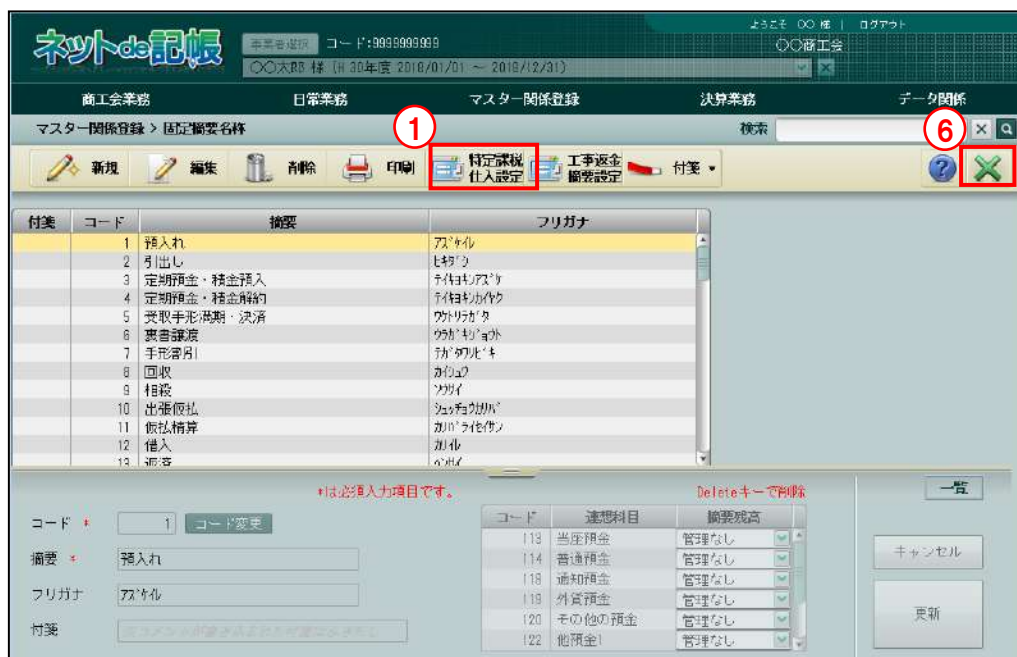 ようこそ 〇〇 様 | ログアウト
ネットde記帳 事業者選択 コード:9999999999 〇〇商工会
〇〇太郎 様 (H 30年度 2018/01/01 ～ 2018/12/31)
商工会業務 日常業務 マスター関係登録 決算業務 データ関係
マスター関係登録 > 固定摘要名称 検索
1 6
新規 編集 削除 印刷 特定課税仕入設定 工事返金摘要設定 付箋
付箋 コード 摘要 フリガナ
1 預入れ ｱｽﾞｹｲﾚ
2 引出し ﾋｷﾀﾞｼ
3 定期預金・積金預入 ﾃｲｷﾖｷﾝｱｽﾞｹ
4 定期預金・積金解約 ﾃｲｷﾖｷﾝｶｲﾔｸ
5 受取手形満期・決済 ｳｹﾄﾘﾃｶﾞﾀ
6 裏書譲渡 ｳﾗｶﾞｷｼﾞｮｳﾄ
7 手形割引 ﾃｶﾞﾀﾜﾘﾋﾞｷ
8 回収 ｶｲｼｭｳ
9 相殺 ｿｳｻｲ
10 出張仮払 ｼｭｯﾁｮｳｶﾘﾊﾞ
11 仮払精算 ｶﾘﾊﾞﾗｲｾｲｻﾝ
12 借入 ｶﾘｲﾚ
13 返済 ﾍﾝｻｲ
*は必須入力項目です。 Deleteキーで削除 一覧
コード * 1 コード変更
摘要 * 預入れ
フリガナ ｱｽﾞｹｲﾚ
付箋
コード 連想科目 摘要残高
113 当座預金 管理なし
114 普通預金 管理なし
118 通知預金 管理なし
119 外貨預金 管理なし
120 その他の預金 管理なし
122 他預金1 管理なし
キャンセル
更新